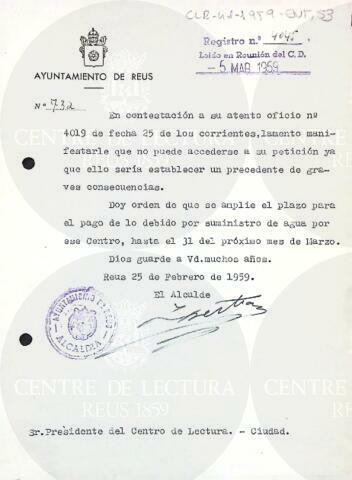 CLR-U1-1959-ENT, 53
Registro n.º 4045.
Leido en Reunión del C.D.
- 5 MAR 1959
AYUNTAMIENTO DE REUS
Nº 732
En contestación a su atento oficio nº
4019 de fecha 25 de los corrientes,lamento mani-
festarle que no puede accederse a su petición ya
que ello sería establecer un precedente de gra-
ves consecuencias.
Doy orden de que se amplie el plazo para
el pago de lo debido por suministro de agua por
ese Centro, hasta el 31 del próximo mes de Marzo.
Dios guarde a Vd.muchos años.
Reus 25 de Febrero de 1959.
El Alcalde
AYUNTAMIENTO DE REUS
- ALCALDIA -
CENTRE DE LECTURA
REUS 1859
Sr.Presidente del Centro de Lectura. - Ciudad.